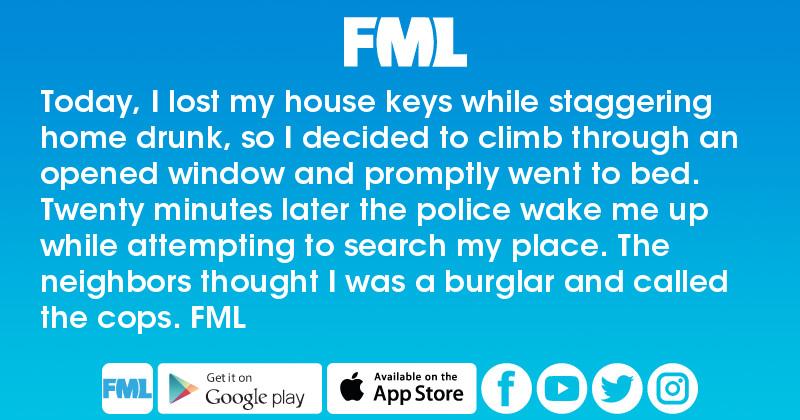 FML
Today, I lost my house keys while staggering
home drunk, so I decided to climb through an
opened window and promptly went to bed.
Twenty minutes later the police wake me up
while attempting to search my place. The
neighbors thought I was a burglar and called
the cops. FML
FML
Get it on
Google play
Available on the
App Store